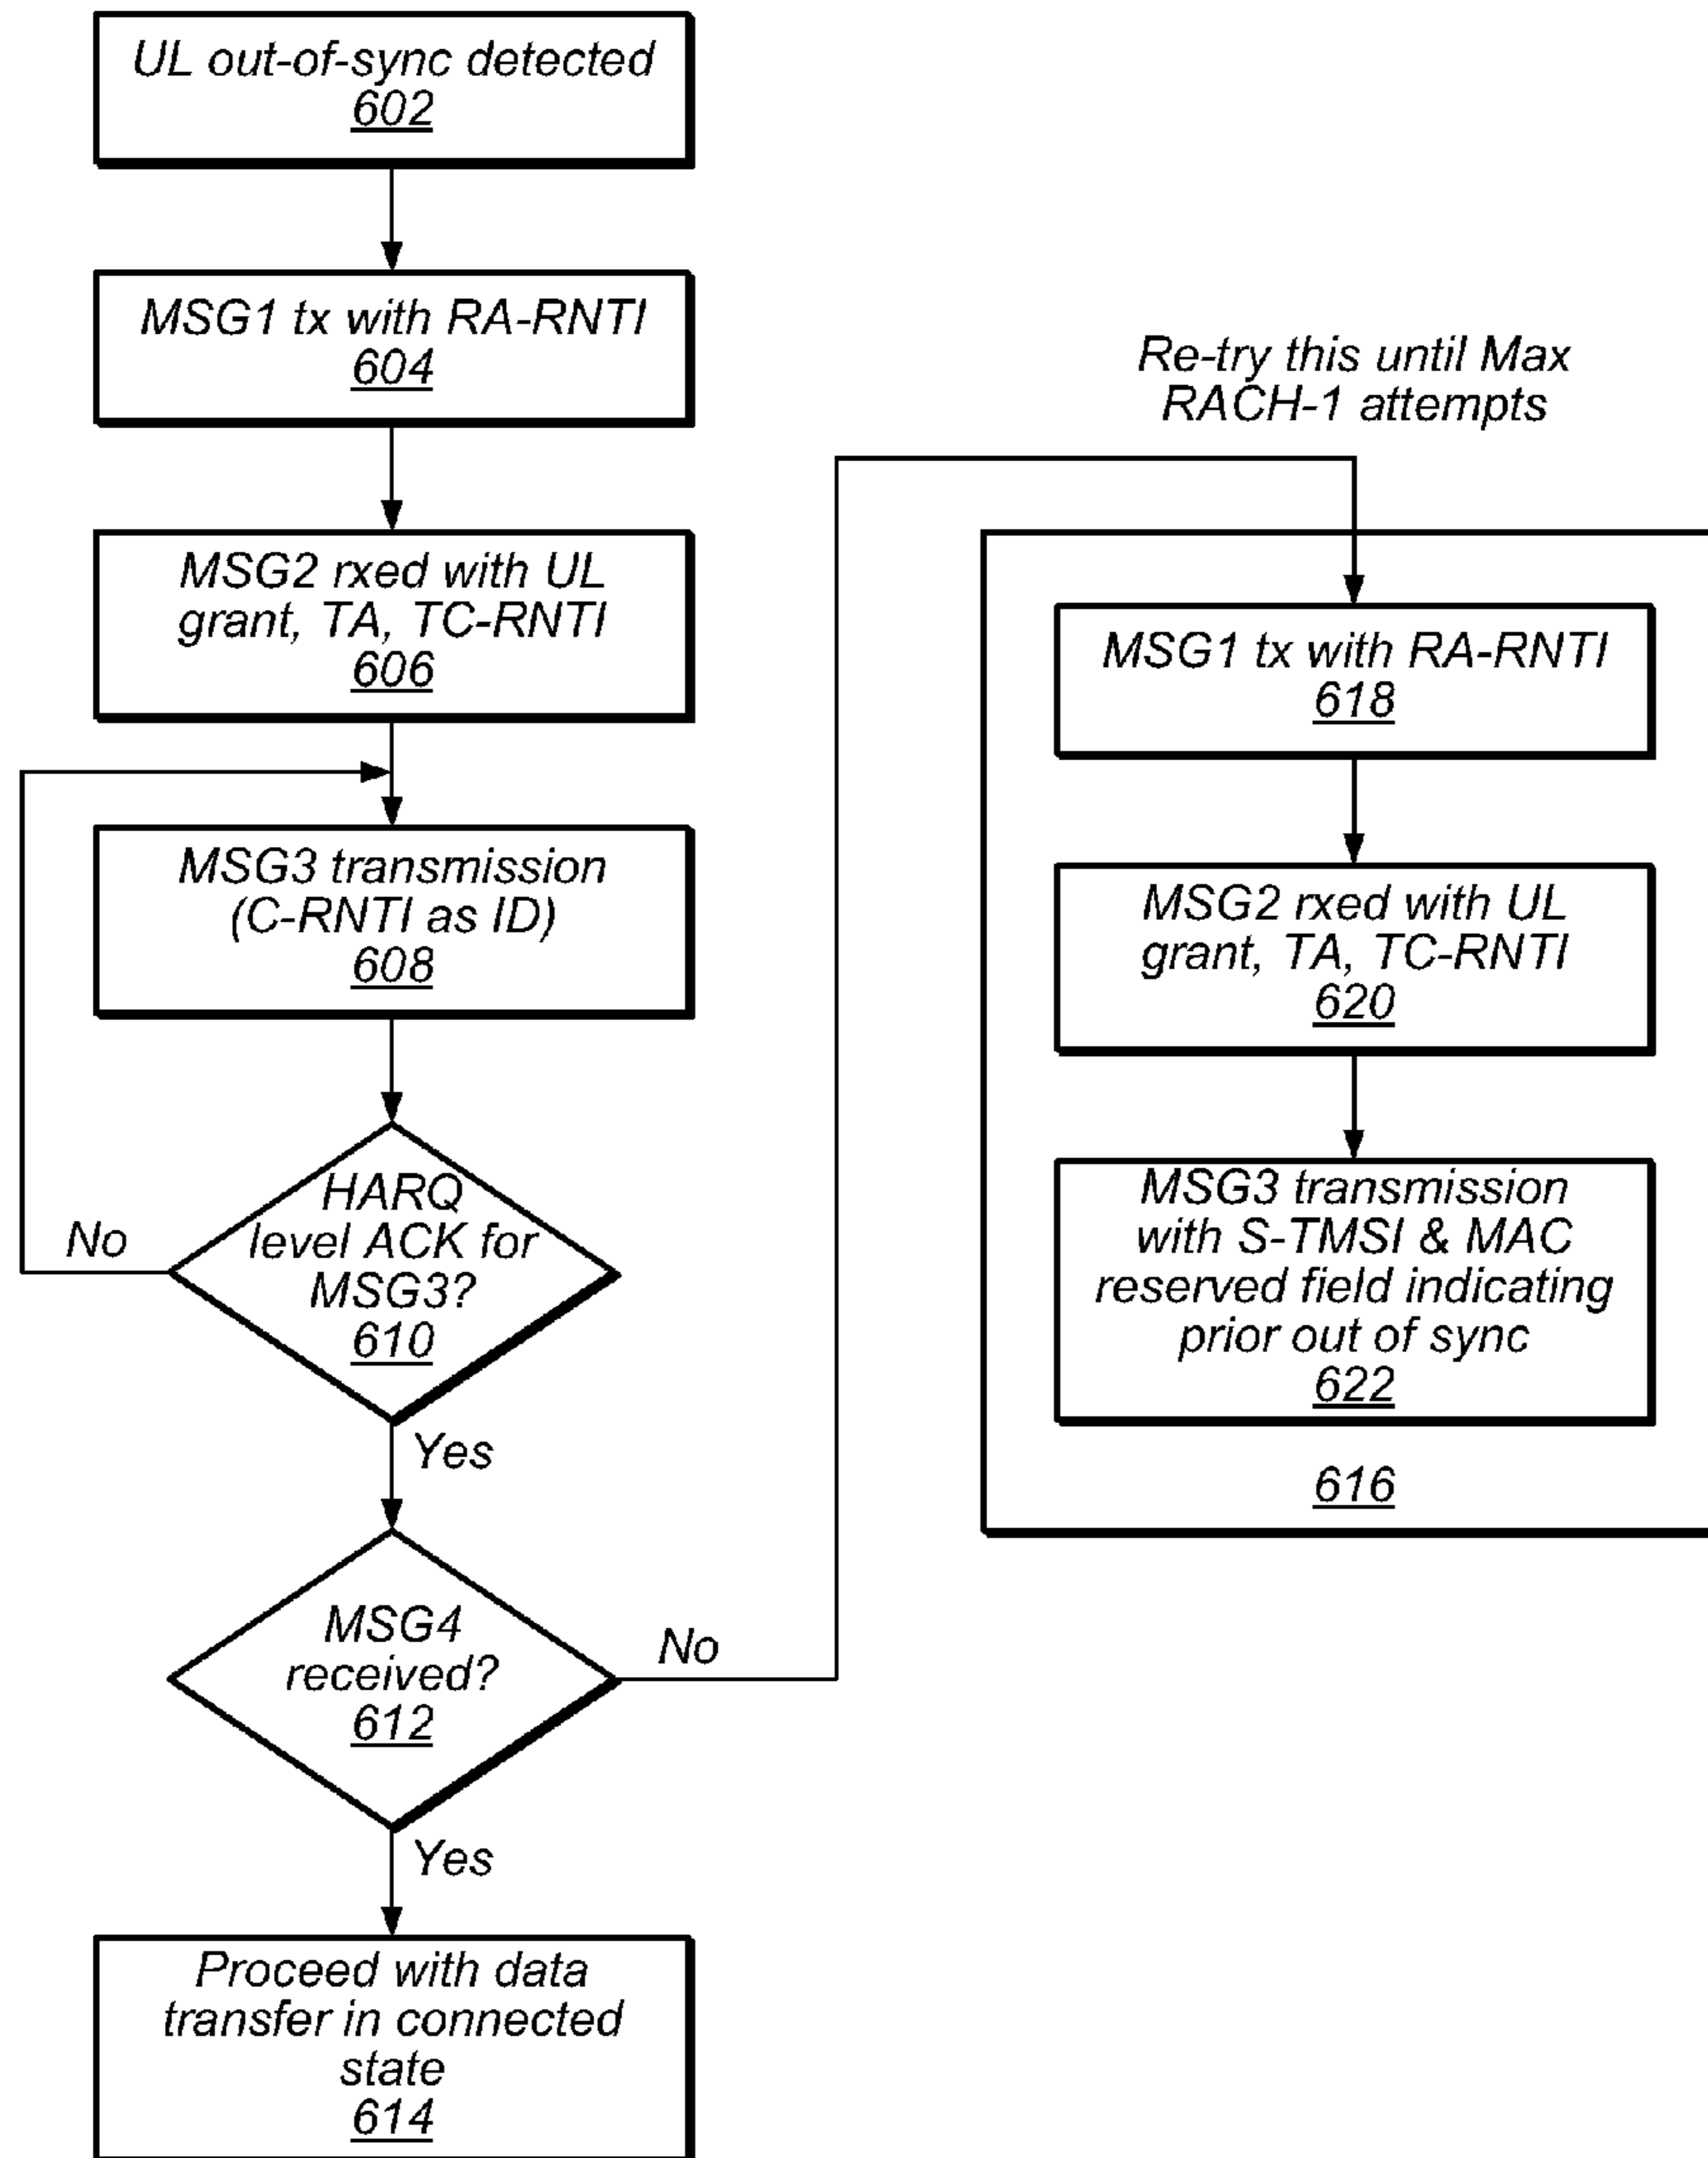 UL out-of-sync detected
602
MSG1 tx with RA-RNTI
604
MSG2 rxed with UL
grant, TA, TC-RNTI
606
MSG3 transmission
(C-RNTI as ID)
608
HARQ
level ACK for
MSG3?
610
No
Yes
MSG4
received?
612
No
Yes
Proceed with data
transfer in connected
state
614
Re-try this until Max
RACH-1 attempts
MSG1 tx with RA-RNTI
618
MSG2 rxed with UL
grant, TA, TC-RNTI
620
MSG3 transmission
with S-TMSI & MAC
reserved field indicating
prior out of sync
622
616